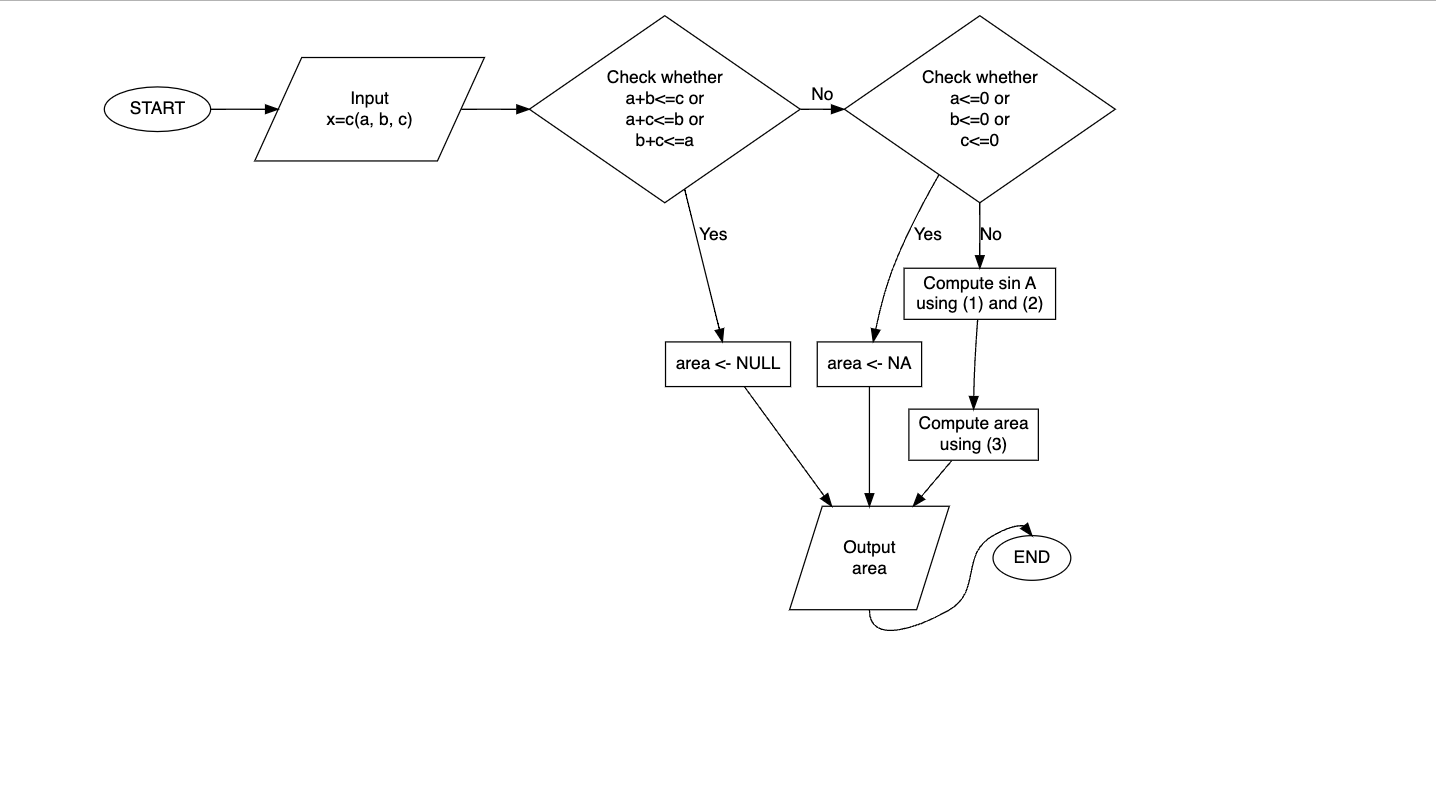 START
Input
x=c(a, b, c)
Check whether
a+b<=c or
a+c<=b or
b+c<=a
No
Check whether
a<=0 or
b<=0 or
c<=0
Yes
Yes
No
Compute sin A
using (1) and (2)
area <- NULL
area <- NA
Compute area
using (3)
Output
area
END